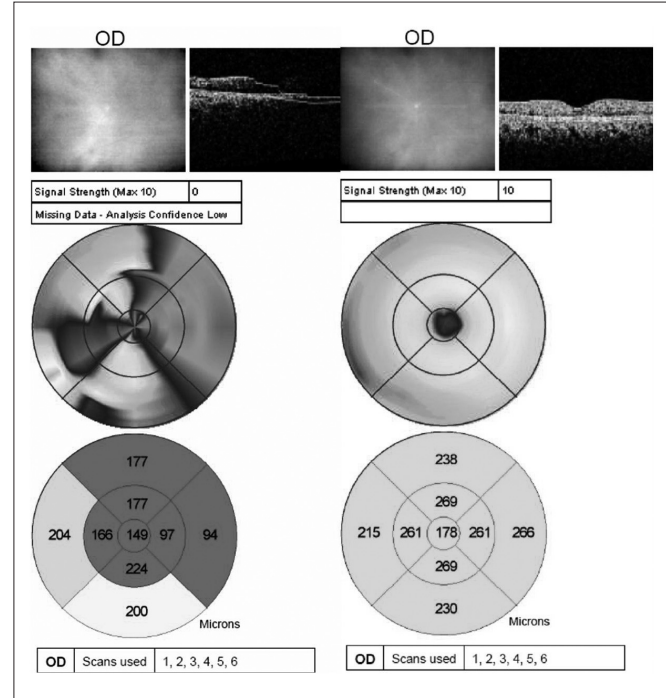 OD
Signal Strength (Max 10) 0
Missing Data - Analysis Confidence Low
177
177
204 166 149 97 94
224
200
Microns
OD Scans used 1, 2, 3, 4, 5, 6
OD
Signal Strength (Max 10) 10
238
269
215 261 178 261 266
269
230
Microns
OD Scans used 1, 2, 3, 4, 5, 6